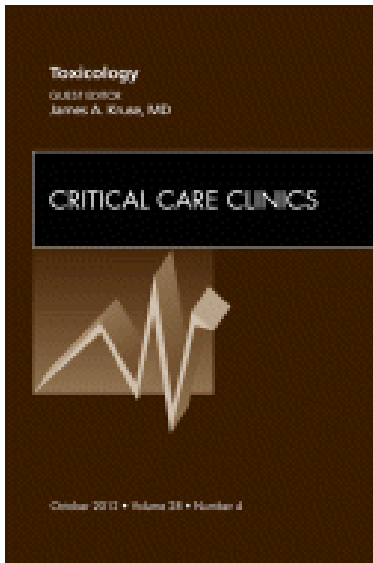 Toxicology
GUEST EDITOR
James A. Kruse, MD
CRITICAL CARE CLINICS
October 2012 • Volume 28 • Number 4